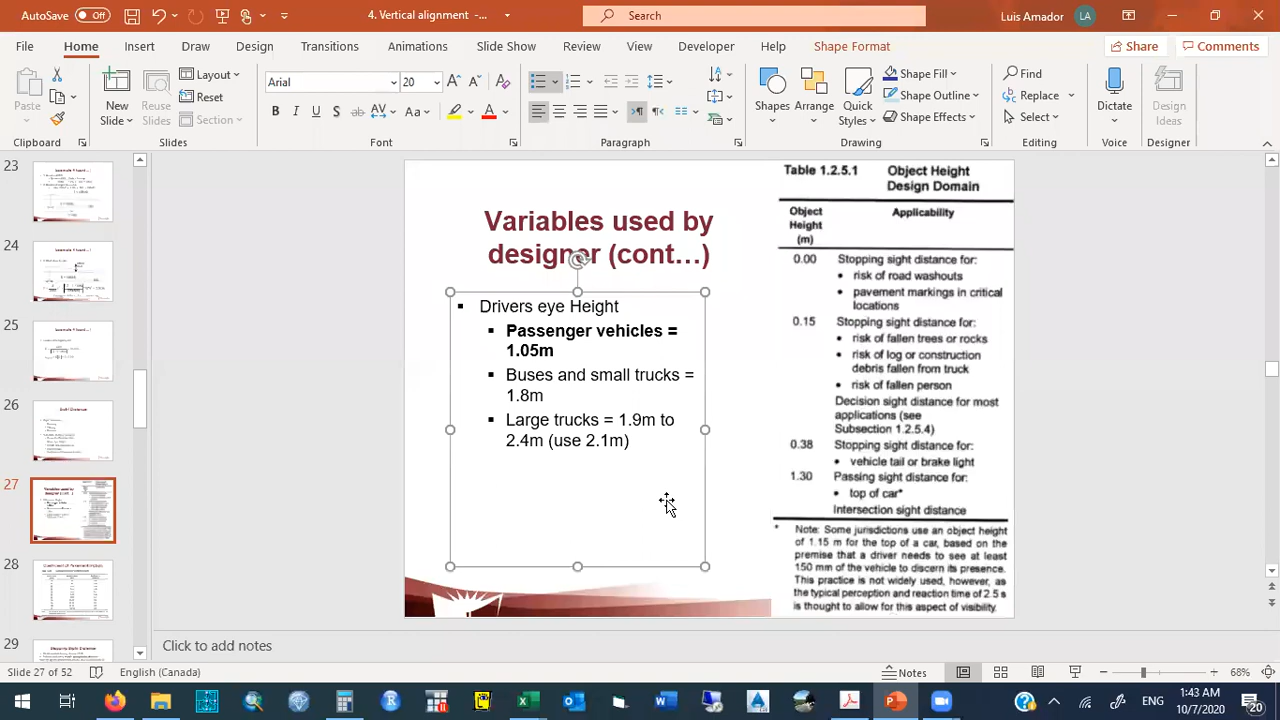 AutoSave Off
4.Vertical alignment -...
Search
Luis Amador LA
File Home Insert Draw Design Transitions Animations Slide Show Review View Developer Help Shape Format
Share Comments
Paste
Clipboard
New Slide
Reuse Slides
Layout
Reset
Section
Slides
Arial 20
Font
Paragraph
Shapes Arrange Quick Styles
Shape Fill
Shape Outline
Shape Effects
Drawing
Find
Replace
Select
Editing
Dictate
Voice
Design Ideas
Designer
23
24
25
26
27
28
29
Variables used by
designer (cont...)
Drivers eye Height
Passenger vehicles =
1.05m
Buses and small trucks =
1.8m
Large trucks = 1.9m to
2.4m (use 2.1m)
Table 1.2.5.1 Object Height
Design Domain
Object Height (m) Applicability
0.00 Stopping sight distance for:
• risk of road washouts
• pavement markings in critical
locations
0.15 Stopping sight distance for:
• risk of fallen trees or rocks
• risk of log or construction
debris fallen from truck
• risk of fallen person
Decision sight distance for most
applications (see
Subsection 1.2.5.4)
0.38 Stopping sight distance for:
• vehicle tail or brake light
1.30 Passing sight distance for:
• top of car*
Intersection sight distance
* Note: Some jurisdictions use an object height
of 1.15 m for the top of a car, based on the
premise that a driver needs to see at least
150 mm of the vehicle to discern its presence.
This practice is not widely used, however, as
the typical perception and reaction time of 2.5 s
is thought to allow for this aspect of visibility.
Click to add notes
Slide 27 of 52 English (Canada) Notes 68%
ENG 1:43 AM
10/7/2020 20